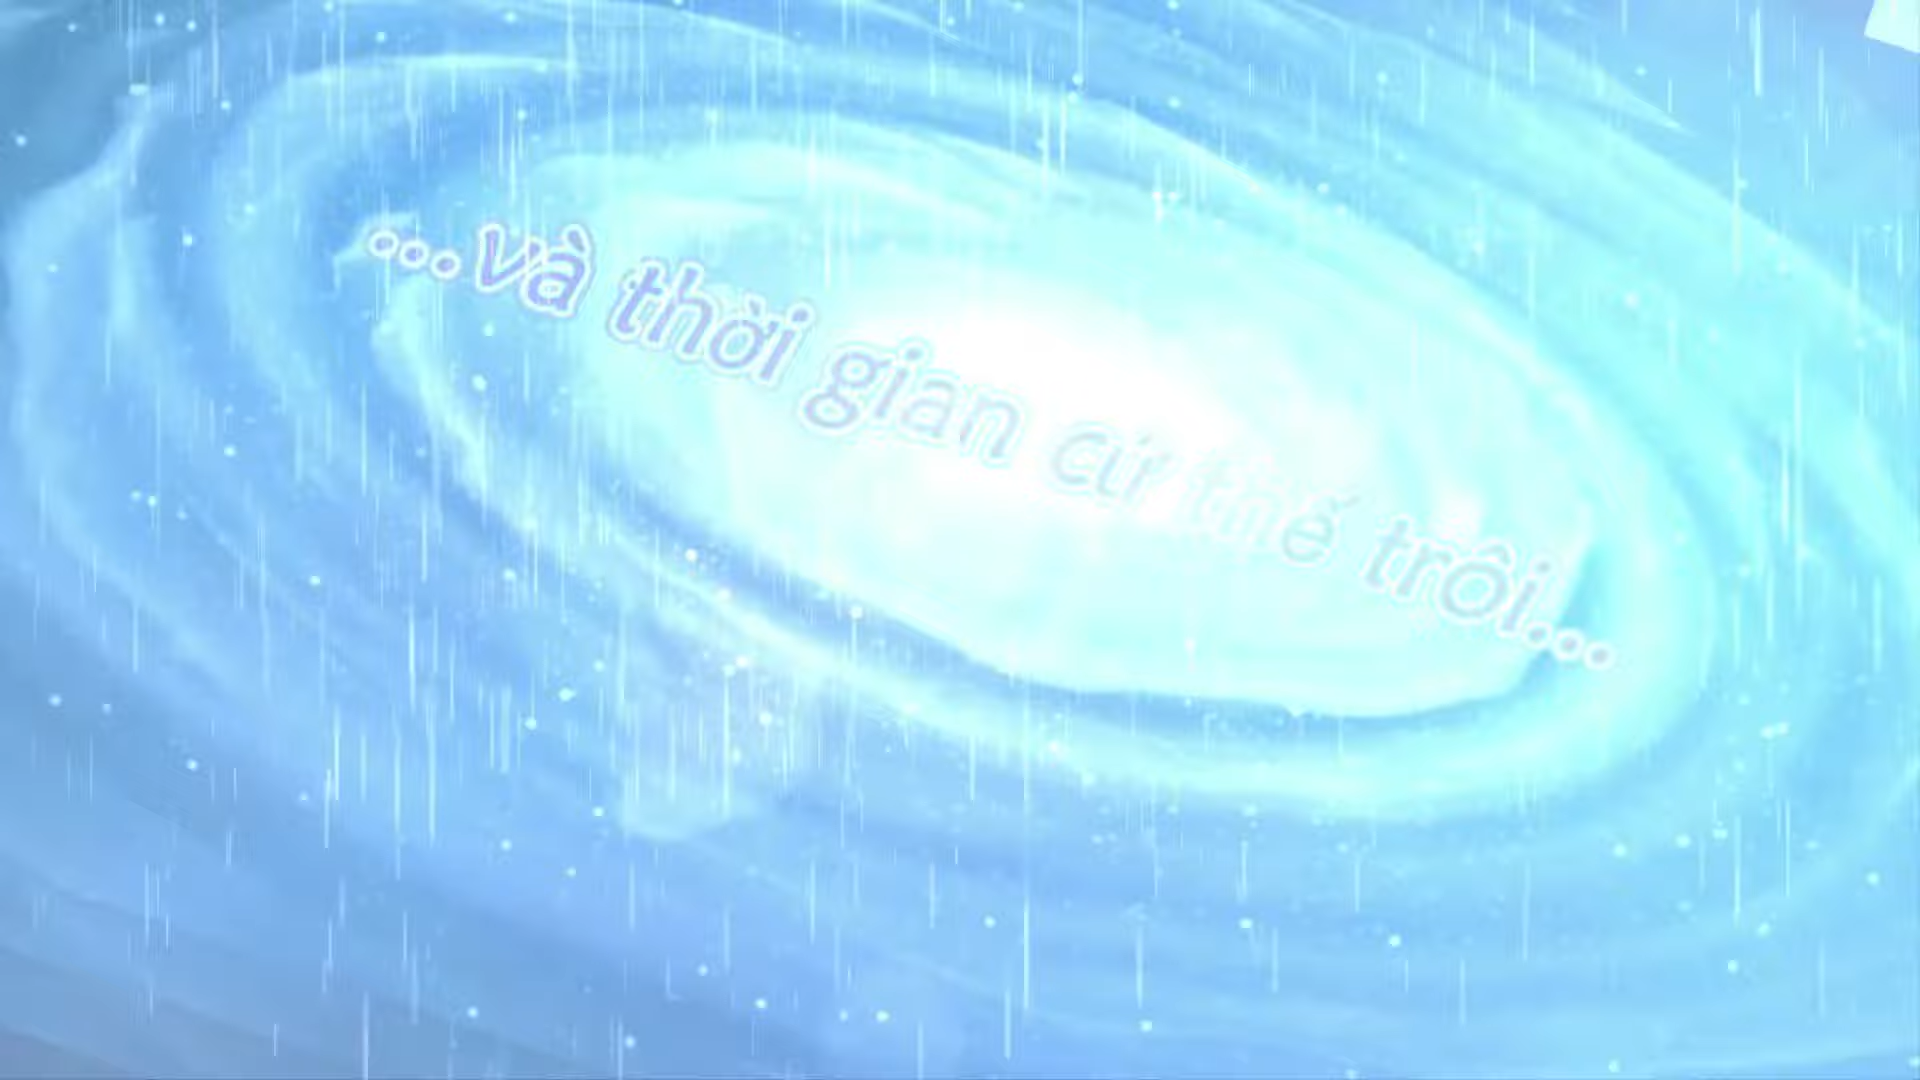 ...và thời gian cứ thế trôi...